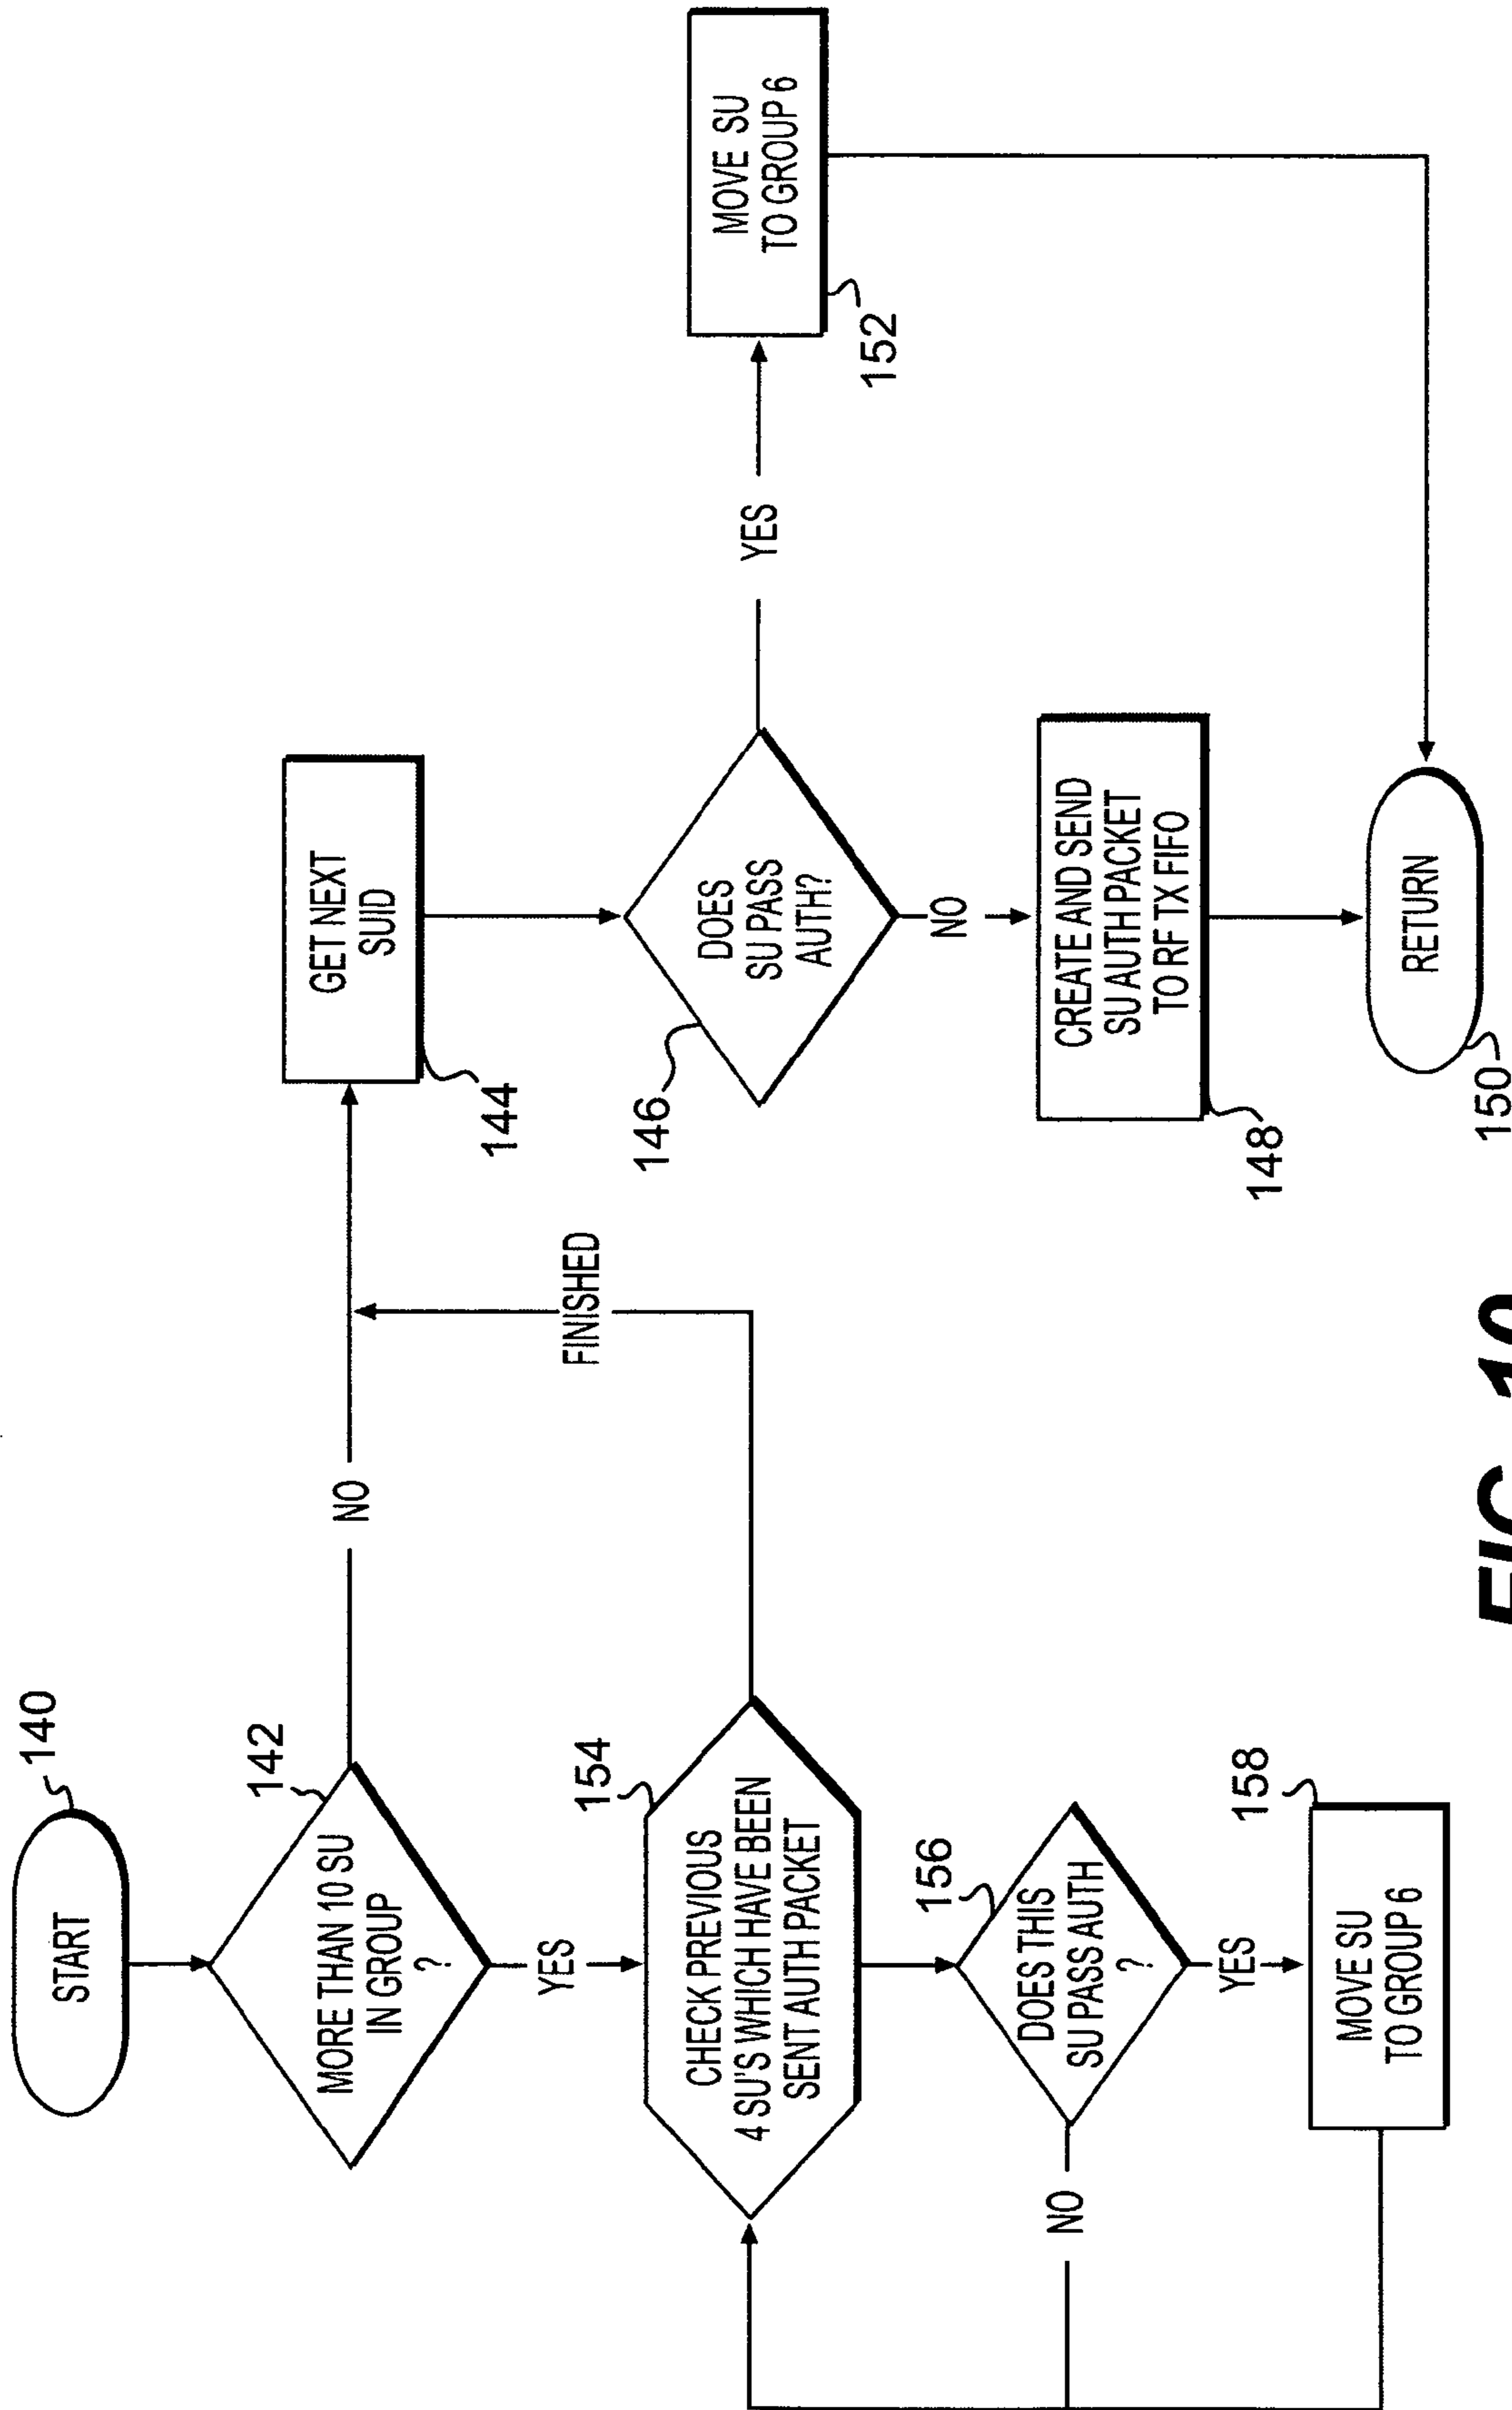 START
140
MORE THAN 10 SU
IN GROUP
?
142
NO
YES
CHECK PREVIOUS
4 SU'S WHICH HAVE BEEN
SENT AUTH PACKET
154
FINISHED
DOES THIS
SU PASS AUTH
?
156
NO
YES
MOVE SU
TO GROUP 6
158
GET NEXT
SUID
144
DOES
SU PASS
AUTH?
146
YES
NO
MOVE SU
TO GROUP 6
152
CREATE AND SEND
SU AUTH PACKET
TO RF TX FIFO
148
RETURN
150
FIG.